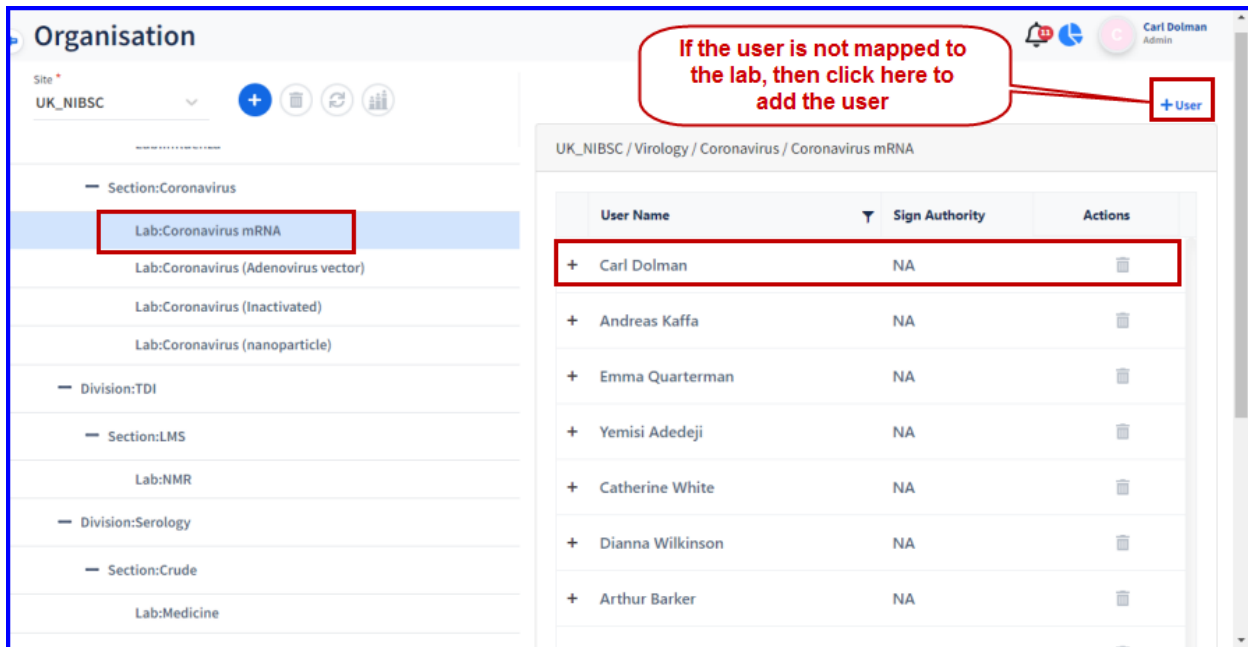 Organisation
11
C
Carl Dolman
Admin
If the user is not mapped to
the lab, then click here to
add the user
Site *
UK_NIBSC
+
+ User
Section:Coronavirus
Lab:Coronavirus mRNA
Lab:Coronavirus (Adenovirus vector)
Lab:Coronavirus (Inactivated)
Lab:Coronavirus (nanoparticle)
Division:TDI
Section:LMS
Lab:NMR
Division:Serology
Section:Crude
Lab:Medicine
UK_NIBSC / Virology / Coronavirus / Coronavirus mRNA
User Name Sign Authority Actions
+ Carl Dolman NA
+ Andreas Kaffa NA
+ Emma Quarterman NA
+ Yemisi Adedeji NA
+ Catherine White NA
+ Dianna Wilkinson NA
+ Arthur Barker NA